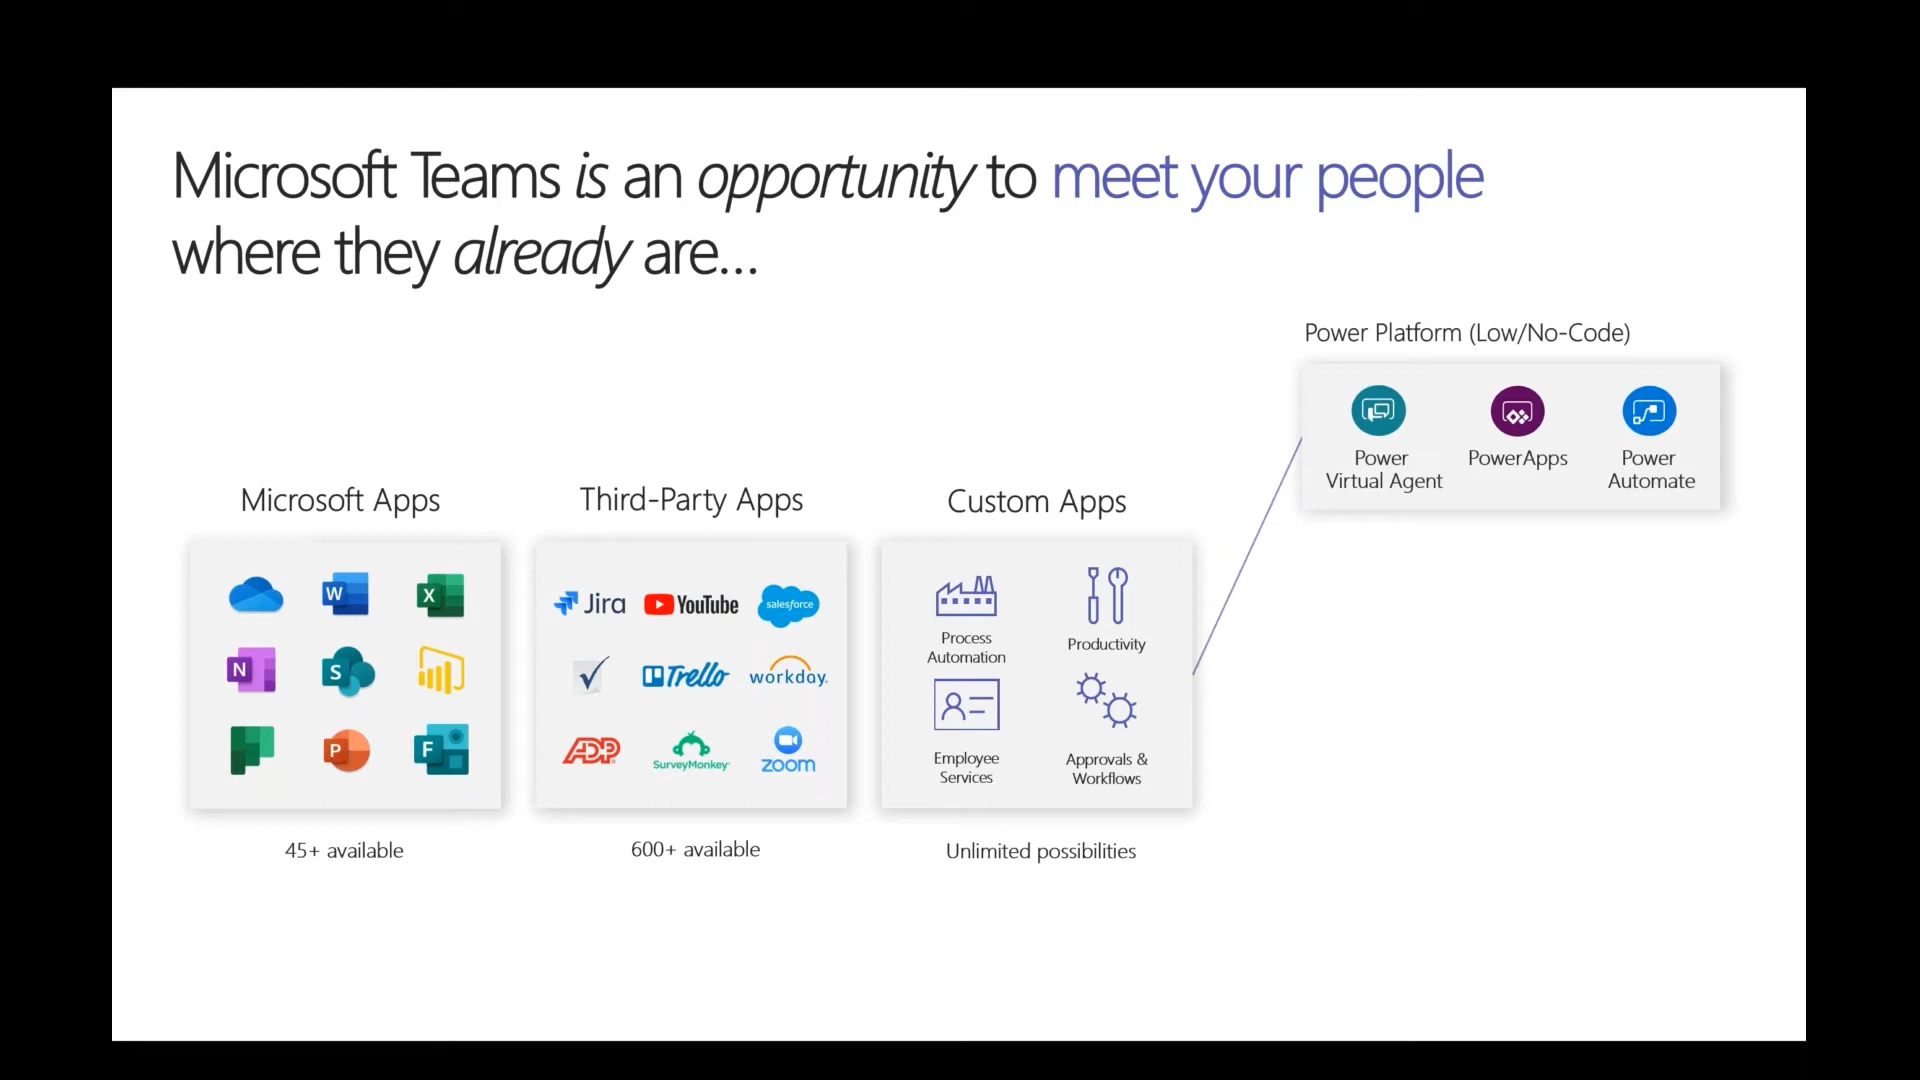 Microsoft Teams is an opportunity to meet your people
where they already are...
Power Platform (Low/No-Code)
Power
Virtual Agent
PowerApps
Power
Automate
Microsoft Apps
W
X
N
S
P
F
45+ available
Third-Party Apps
Jira
YouTube
salesforce
Trello
workday.
ADP
SurveyMonkey
zoom
600+ available
Custom Apps
Process
Automation
Productivity
Employee
Services
Approvals &
Workflows
Unlimited possibilities